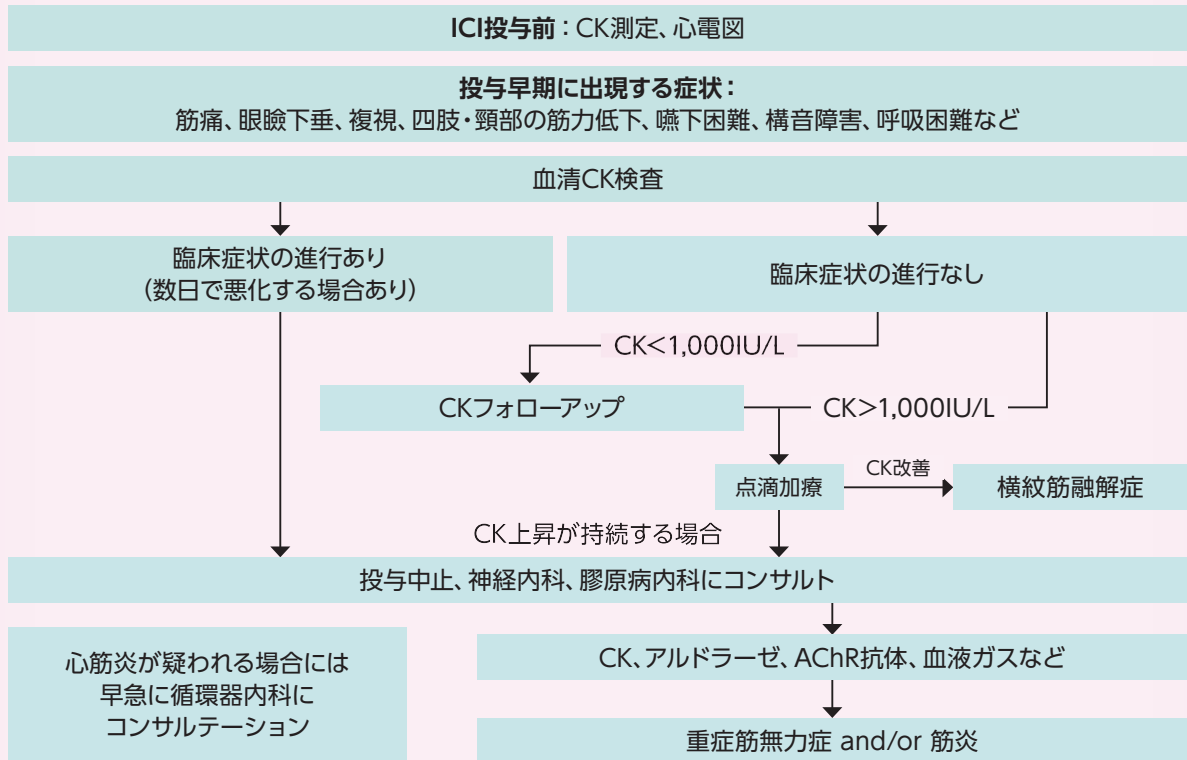 ICI投与前：CK測定、心電図
投与早期に出現する症状：
筋痛、眼瞼下垂、複視、四肢・頸部の筋力低下、嚥下困難、構音障害、呼吸困難など
血清CK検査
臨床症状の進行あり
（数日で悪化する場合あり）
臨床症状の進行なし
CK＜1,000IU/L
CKフォローアップ
CK＞1,000IU/L
点滴加療
CK改善
横紋筋融解症
CK上昇が持続する場合
投与中止、神経内科、膠原病内科にコンサルト
心筋炎が疑われる場合には
早急に循環器内科に
コンサルテーション
CK、アルドラーゼ、AChR抗体、血液ガスなど
重症筋無力症 and/or 筋炎